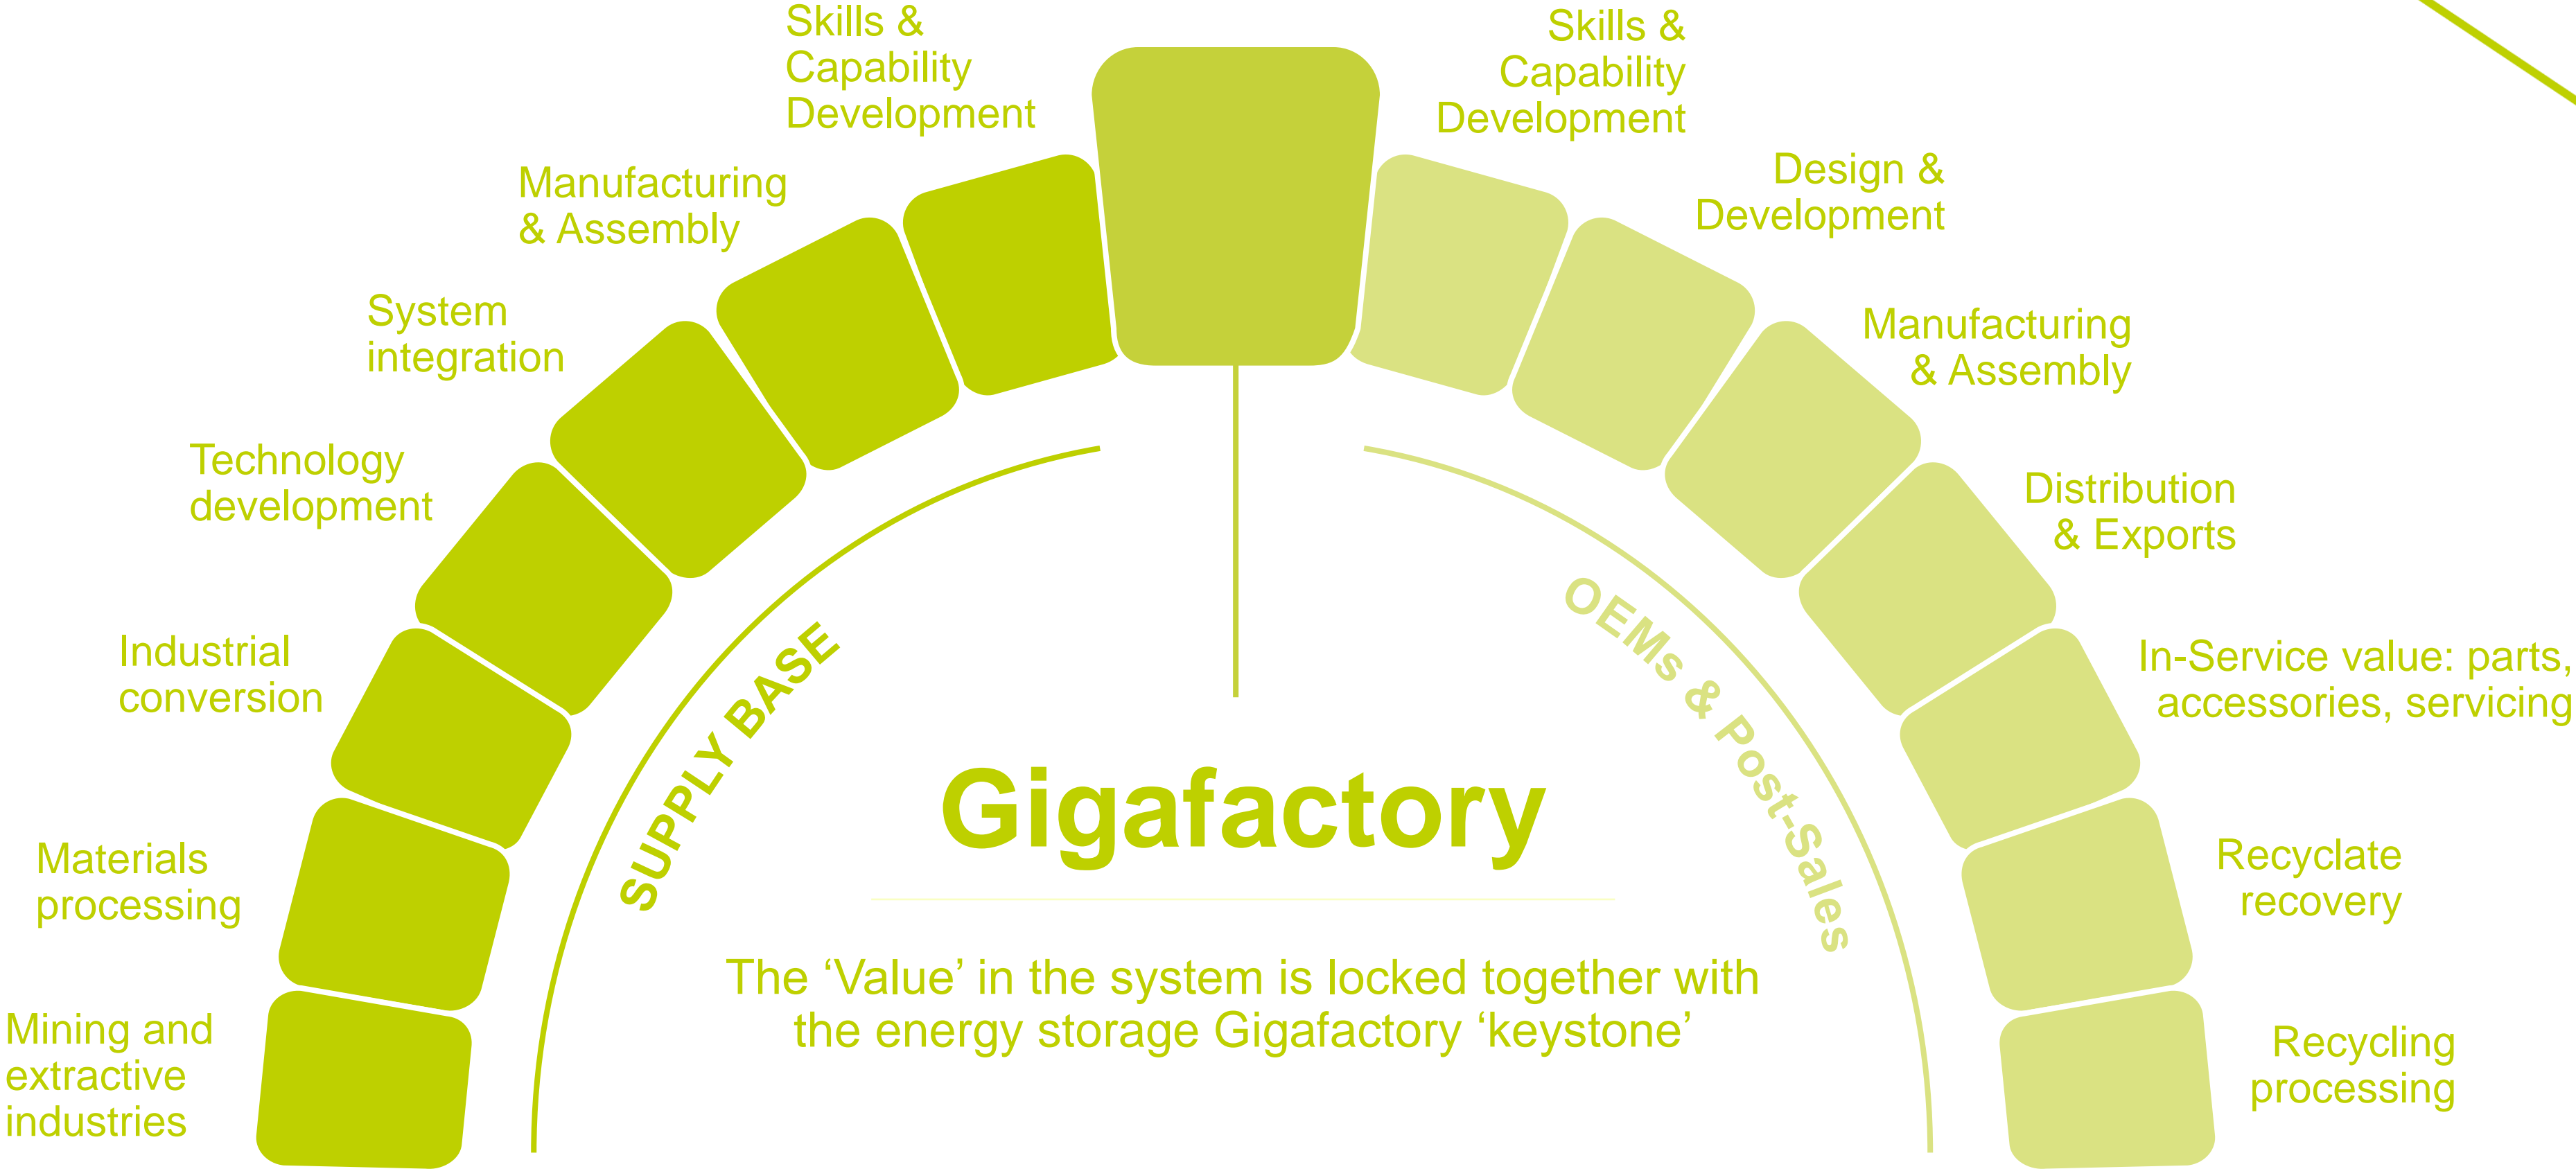 Skills &
Capability
Development
Manufacturing
& Assembly
System
integration
Technology
development
Industrial
conversion
Materials
processing
Mining and
extractive
industries
Skills &
Capability
Development
Design &
Development
Manufacturing
& Assembly
Distribution
& Exports
In-Service value: parts,
accessories, servicing
Recyclate
recovery
Recycling
processing
SUPPLY BASE
OEMs & Post-Sales
Gigafactory
The ‘Value’ in the system is locked together with
the energy storage Gigafactory ‘keystone’